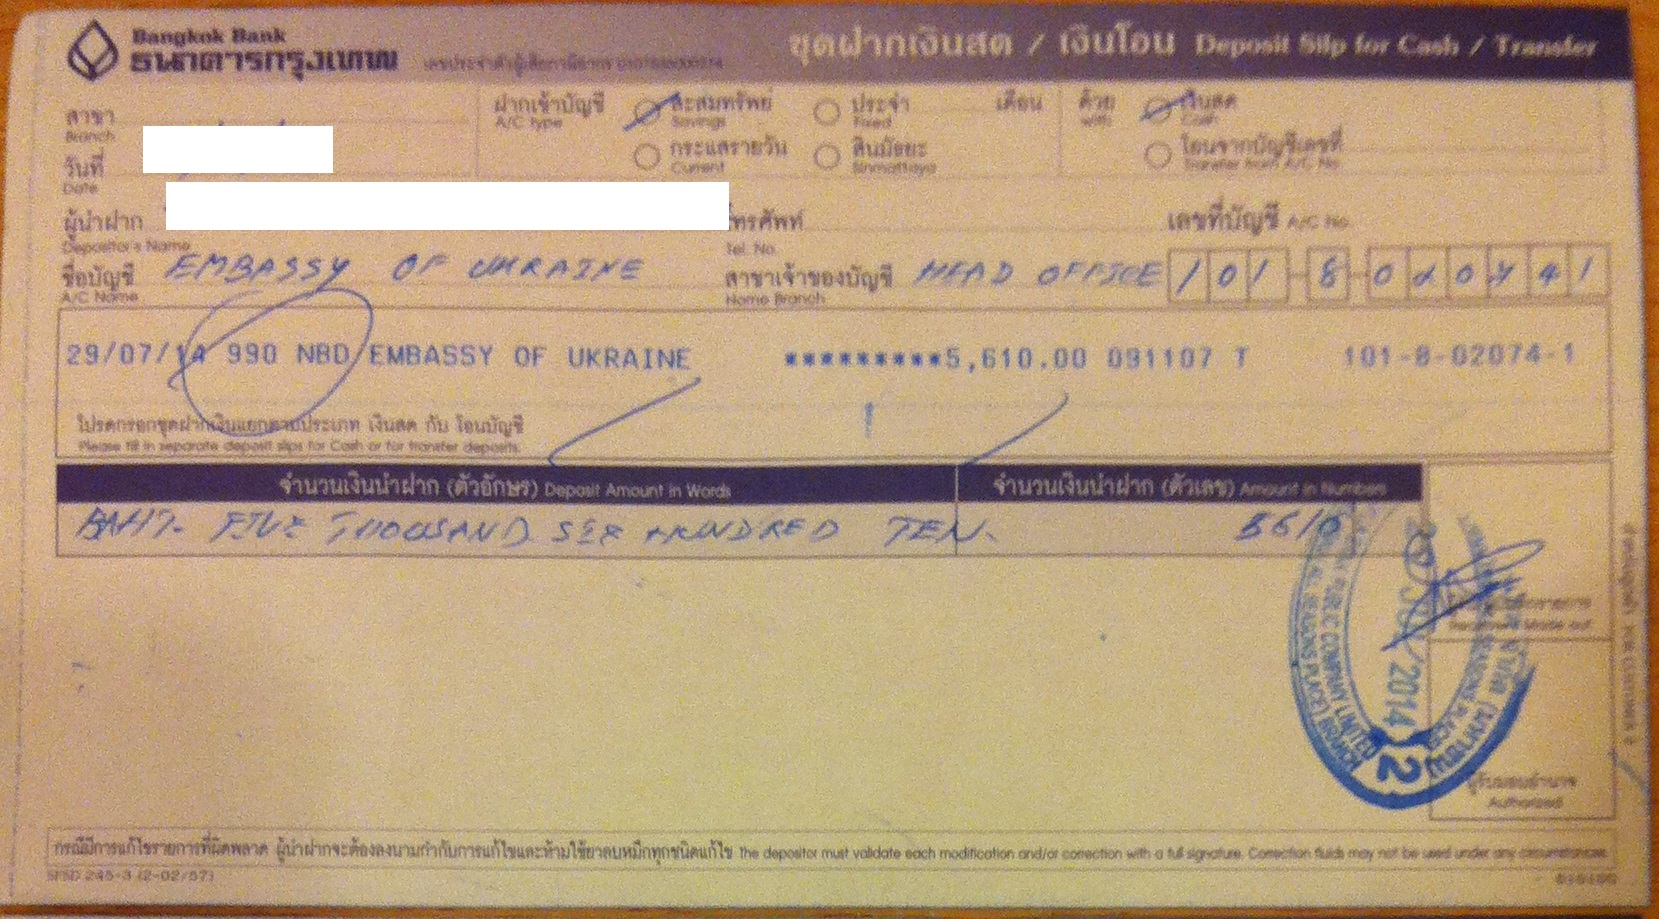 Bangkok Bank
ธนาคารกรุงเทพ
ชุดฝากเงินสด / เงินโอน Deposit Slip for Cash / Transfer
สาขา
Branch
วันที่
Date
ฝากเข้าบัญชี
A/C type
สะสมทรัพย์
Savings
ประจำ เดือน
Fixed
กระแสรายวัน
Current
สินมัธยะ
Sinmattaya
ด้วย
with
เงินสด
Cash
โอนจากบัญชีเลขที่
Transfer from A/C. No.
ผู้นำฝาก
Depositor's Name
โทรศัพท์
Tel. No.
เลขที่บัญชี A/C No.
ชื่อบัญชี EMBASSY OF UKRAINE
A/C Name
สาขาเจ้าของบัญชี HEAD OFFICE
Home Branch
101-8-020741
29/07/14 990 NBD/EMBASSY OF UKRAINE *********5,610.00 091107 T 101-8-02074-1
โปรดกรอกชุดฝากเงินแยกตามประเภท เงินสด กับ โอนบัญชี
Please fill in separate deposit slips for Cash or for transfer deposits.
จำนวนเงินนำฝาก (ตัวอักษร) Deposit Amount in Words
จำนวนเงินนำฝาก (ตัวเลข) Amount in Numbers
BAHT- FIVE THOUSAND SIX HUNDRED TEN. 5610
2014
2
ผู้รับมอบอำนาจ
Authorized
กรณีมีการแก้ไขรายการที่ผิดพลาด ผู้นำฝากจะต้องลงนามกำกับการแก้ไขและห้ามใช้ยาลบหมึกทุกชนิดแก้ไข The depositor must validate each modification and/or correction with a full signature. Correction fluids may not be used under any circumstances.
SFSD 245-3 (2-02/57)